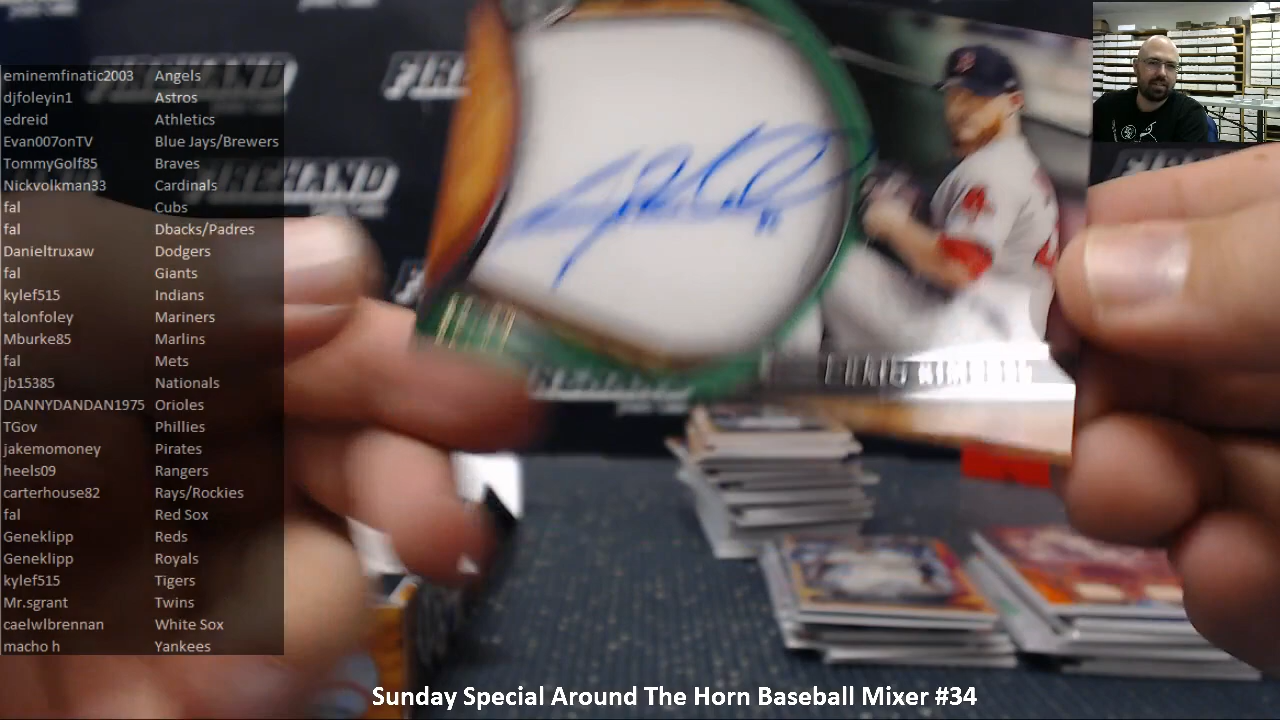 eminemfinatic2003 Angels
djfoleyin1 Astros
edreid Athletics
Evan007onTV Blue Jays/Brewers
TommyGolf85 Braves
Nickvolkman33 Cardinals
fal Cubs
fal Dbacks/Padres
Danieltruxaw Dodgers
fal Giants
kylef515 Indians
talonfoley Mariners
Mburke85 Marlins
fal Mets
jb15385 Nationals
DANNYDANDAN1975 Orioles
TGov Phillies
jakemomoney Pirates
heels09 Rangers
carterhouse82 Rays/Rockies
fal Red Sox
Geneklipp Reds
Geneklipp Royals
kylef515 Tigers
Mr.sgrant Twins
caelwlbrennan White Sox
macho h Yankees
FIREHAND
CRAIG KIMBREL
Sunday Special Around The Horn Baseball Mixer #34